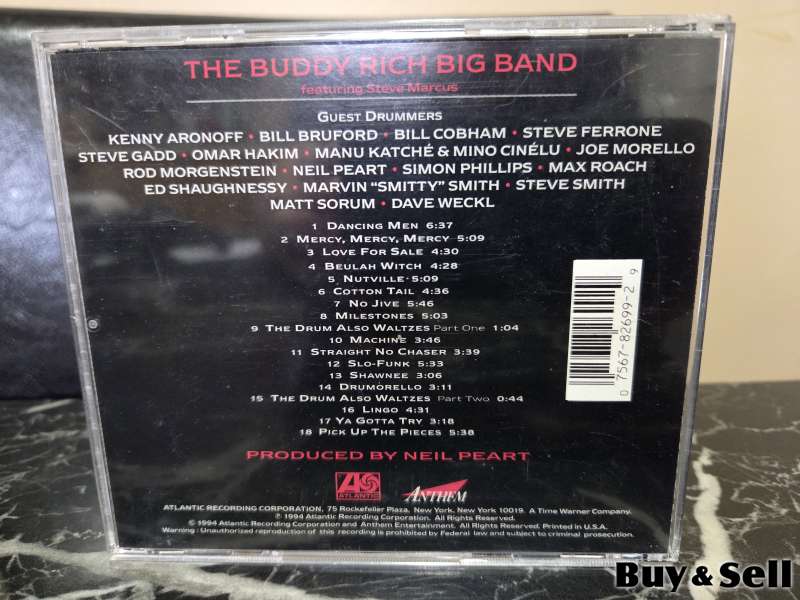 THE BUDDY RICH BIG BAND
featuring Steve Marcus
GUEST DRUMMERS
KENNY ARONOFF • BILL BRUFORD • BILL COBHAM • STEVE FERRONE
STEVE GADD • OMAR HAKIM • MANU KATCHÉ & MINO CINÉLU • JOE MORELLO
ROD MORGENSTEIN • NEIL PEART • SIMON PHILLIPS • MAX ROACH
ED SHAUGHNESSY • MARVIN "SMITTY" SMITH • STEVE SMITH
MATT SORUM • DAVE WECKL
1 DANCING MEN 6:37
2 MERCY, MERCY, MERCY 5:09
3 LOVE FOR SALE 4:30
4 BEULAH WITCH 4:28
5 NUTVILLE 5:09
6 COTTON TAIL 4:36
7 NO JIVE 5:46
8 MILESTONES 5:03
9 THE DRUM ALSO WALTZES Part One 1:04
10 MACHINE 3:46
11 STRAIGHT NO CHASER 3:39
12 SLO-FUNK 5:33
13 SHAWNEE 3:06
14 DRUMORELLO 3:11
15 THE DRUM ALSO WALTZES Part Two 0:44
16 LINGO 4:31
17 YA GOTTA TRY 3:18
18 PICK UP THE PIECES 5:38
0 75678-82699-2 9
PRODUCED BY NEIL PEART
ATLANTIC
ANTHEM
ATLANTIC RECORDING CORPORATION, 75 Rockefeller Plaza, New York, New York 10019. A Time Warner Company.
℗ 1994 Atlantic Recording Corporation. All Rights Reserved.
© 1994 Atlantic Recording Corporation and Anthem Entertainment. All Rights Reserved. Printed in U.S.A.
Warning: Unauthorized reproduction of this recording is prohibited by Federal law and subject to criminal prosecution.
Buy & Sell